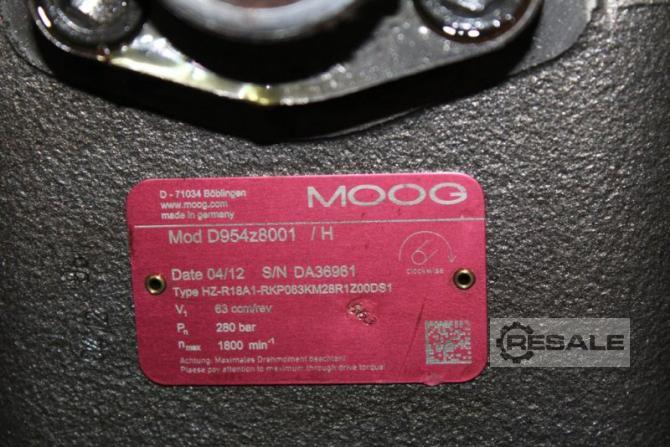 D - 71034 Böblingen
www.moog.com
made in germany
MOOG
Mod D954z8001 / H
clockwise
Date 04/12 S/N DA36961
Type HZ-R18A1-RKP063KM28R1Z00DS1
V1 63 ccm/rev
Pn 280 bar
nmax 1800 min⁻¹
Achtung: Maximales Drehmoment beachten!
Plaese pay attention to maximum through drive torque!
RESALE